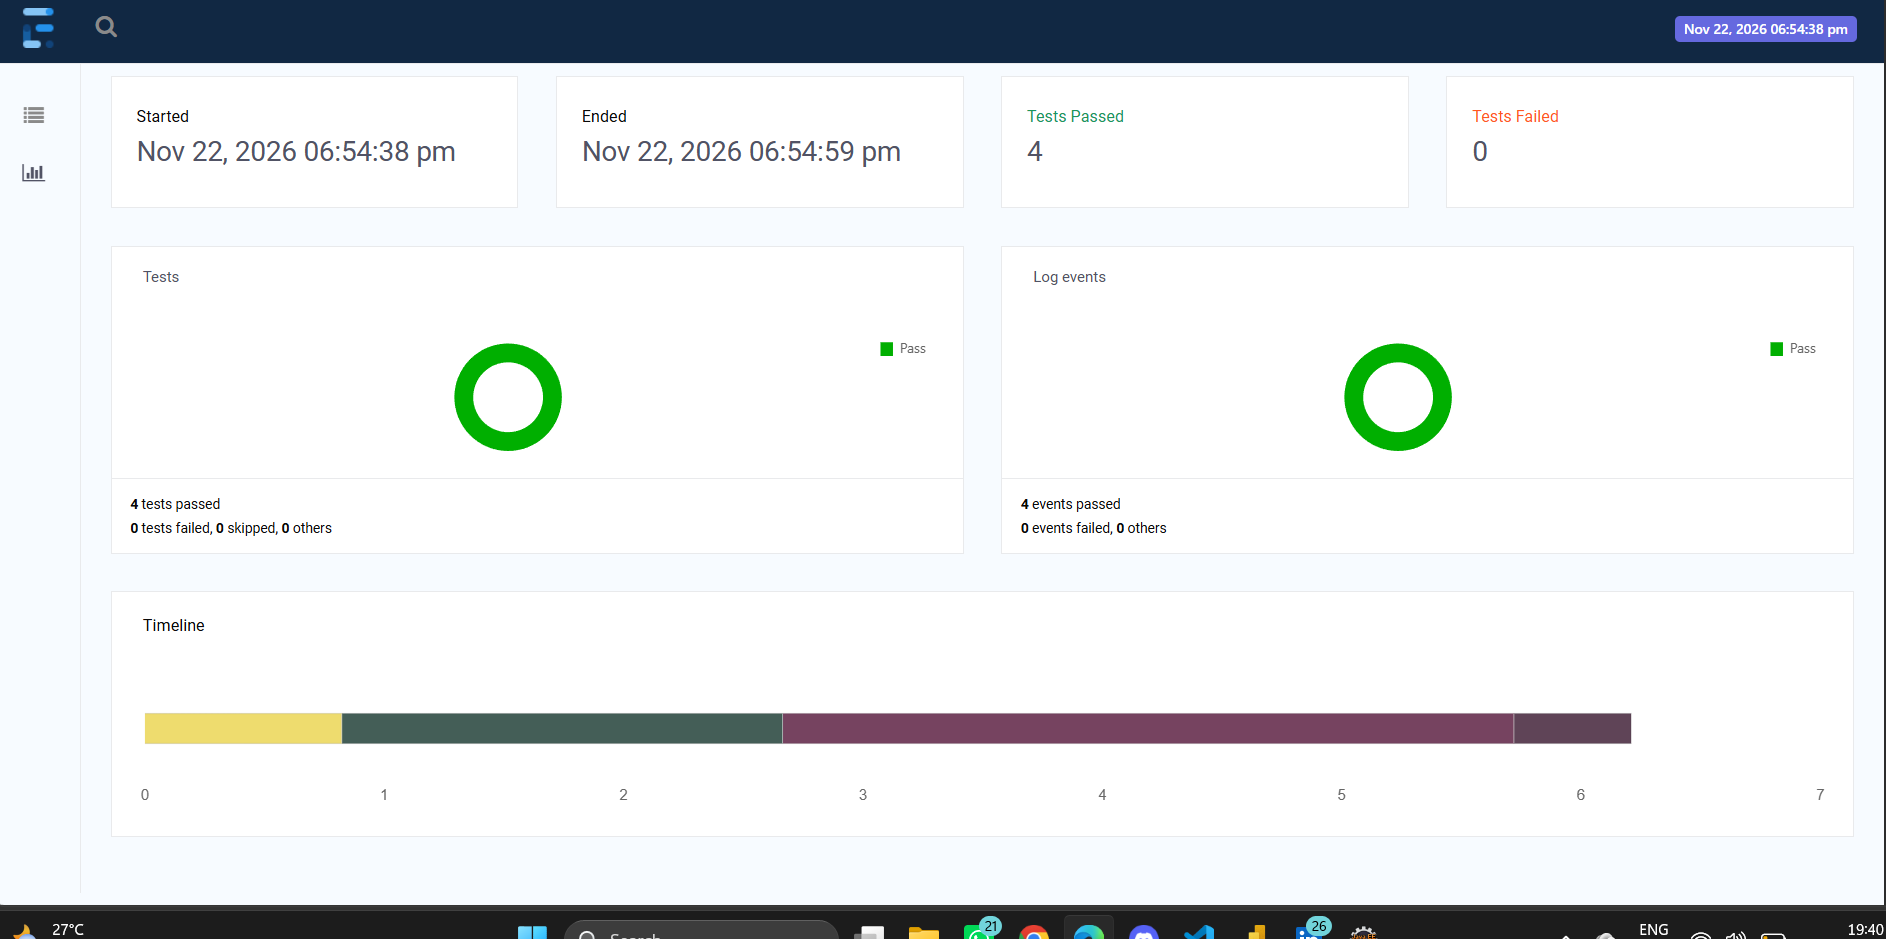 Nov 22, 2026 06:54:38 pm
Started
Nov 22, 2026 06:54:38 pm
Ended
Nov 22, 2026 06:54:59 pm
Tests Passed
4
Tests Failed
0
Tests
Pass
4 tests passed
0 tests failed, 0 skipped, 0 others
Log events
Pass
4 events passed
0 events failed, 0 others
Timeline
0 1 2 3 4 5 6 7
27°C
Search
21
26
ENG
19:40